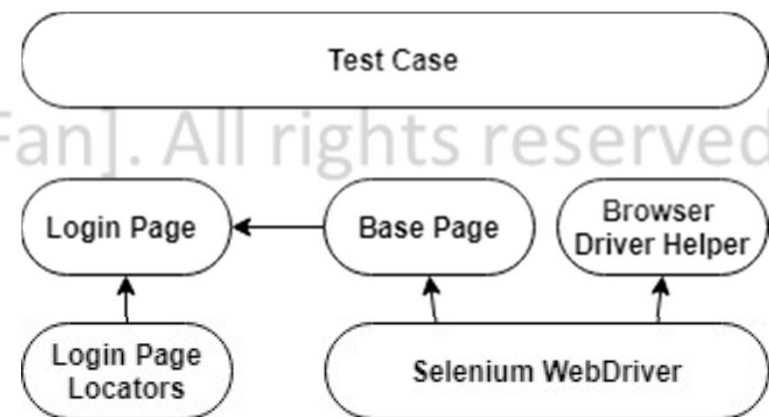 Test Case
Fan]. All rights reserved
Login Page
Base Page
Browser
Driver Helper
Login Page
Locators
Selenium WebDriver